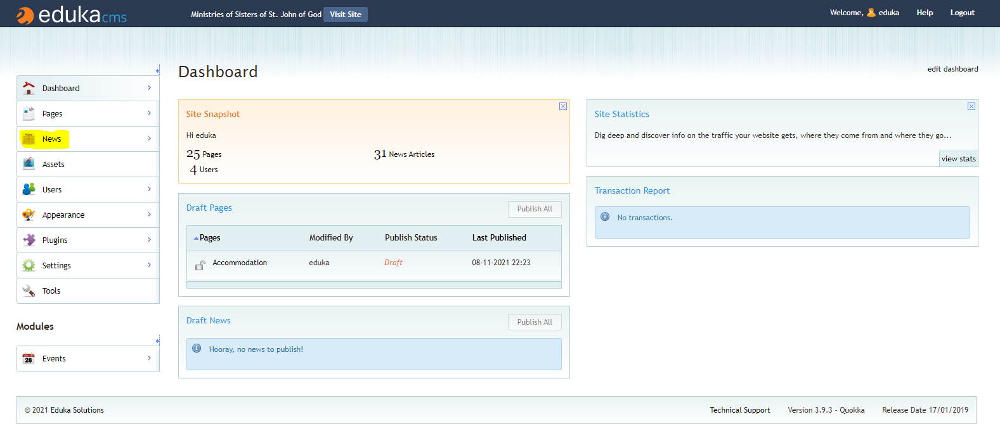 edukacms
Ministries of Sisters of St. John of God Visit Site
Welcome, eduka Help Logout
Dashboard
edit dashboard
Dashboard
Pages
News
Assets
Users
Appearance
Plugins
Settings
Tools
Modules
28
Events
Site Snapshot
Hi eduka
25 Pages
31 News Articles
4 Users
Draft Pages
Publish All
Pages Modified By Publish Status Last Published
Accommodation eduka Draft 08-11-2021 22:23
Draft News
Publish All
Hooray, no news to publish!
Site Statistics
Dig deep and discover info on the traffic your website gets, where they come from and where they go...
view stats
Transaction Report
No transactions.
© 2021 Eduka Solutions
Technical Support Version 3.9.3 - Quokka Release Date 17/01/2019